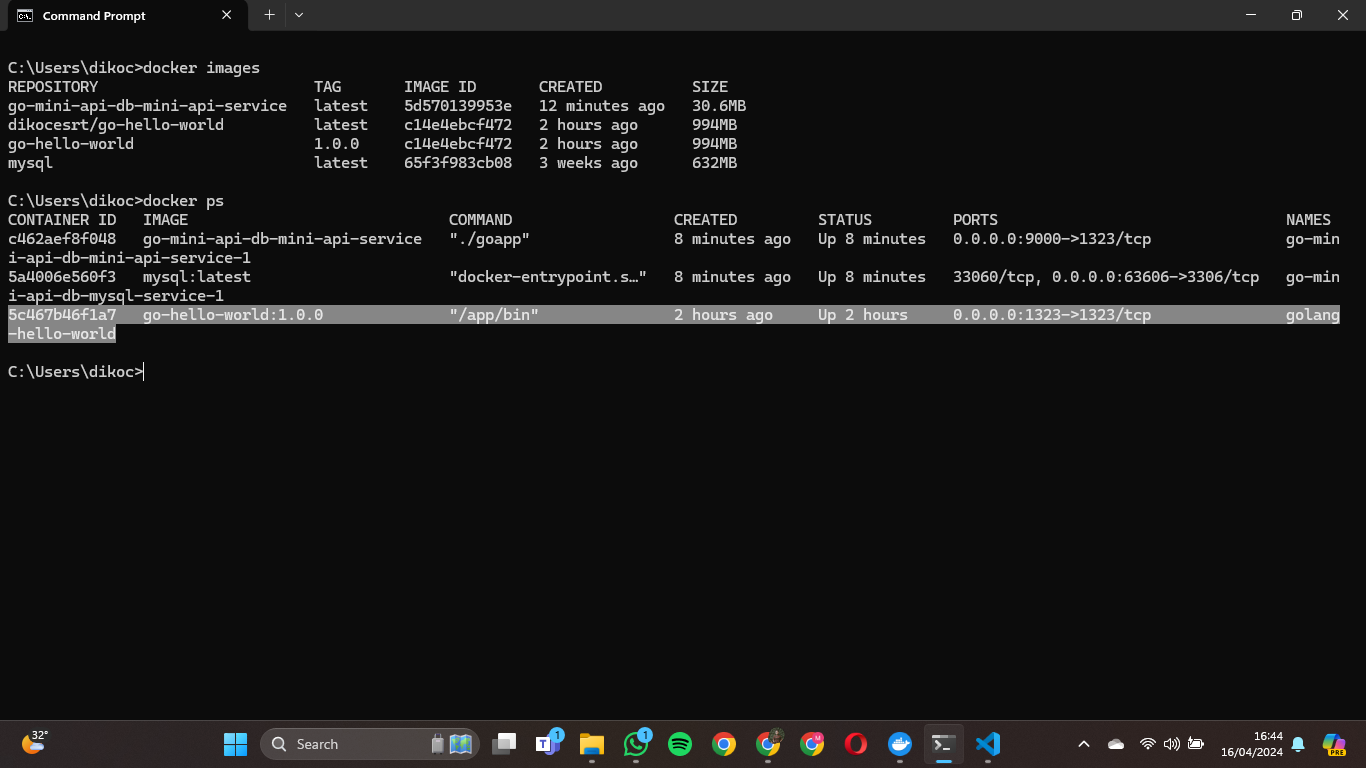 Command Prompt
C:\Users\dikoc>docker images
REPOSITORY TAG IMAGE ID CREATED SIZE
go-mini-api-db-mini-api-service latest 5d570139953e 12 minutes ago 30.6MB
dikocesrt/go-hello-world latest c14e4ebcf472 2 hours ago 994MB
go-hello-world 1.0.0 c14e4ebcf472 2 hours ago 994MB
mysql latest 65f3f983cb08 3 weeks ago 632MB
C:\Users\dikoc>docker ps
CONTAINER ID IMAGE COMMAND CREATED STATUS PORTS NAMES
c462aef8f048 go-mini-api-db-mini-api-service "./goapp" 8 minutes ago Up 8 minutes 0.0.0.0:9000->1323/tcp go-min
i-api-db-mini-api-service-1
5a4006e560f3 mysql:latest "docker-entrypoint.s…" 8 minutes ago Up 8 minutes 33060/tcp, 0.0.0.0:63606->3306/tcp go-min
i-api-db-mysql-service-1
5c467b46f1a7 go-hello-world:1.0.0 "/app/bin" 2 hours ago Up 2 hours 0.0.0.0:1323->1323/tcp golang
-hello-world
C:\Users\dikoc>
32°
Search
1
1
M
16:44
16/04/2024
PRE